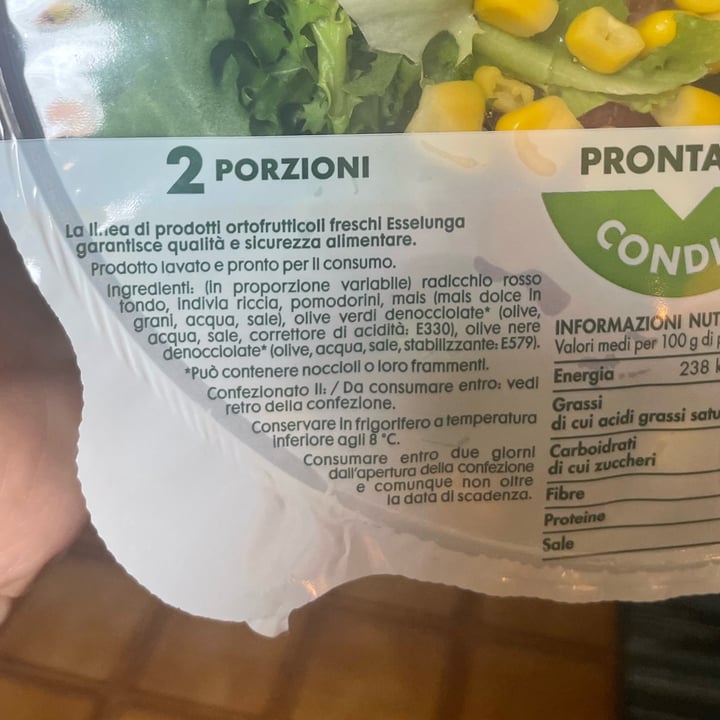 2 PORZIONI
PRONTA
CONDI
La linea di prodotti ortofrutticoli freschi Esselunga
garantisce qualità e sicurezza alimentare.
Prodotto lavato e pronto per il consumo.
Ingredienti: (in proporzione variabile) radicchio rosso
tondo, indivia riccia, pomodorini, mais (mais dolce in
grani, acqua, sale), olive verdi denocciolate* (olive,
acqua, sale, correttore di acidità: E330), olive nere
denocciolate* (olive, acqua, sale, stabilizzante: E579).
*Può contenere noccioli o loro frammenti.
Confezionato il: / Da consumare entro: vedi
retro della confezione.
Conservare in frigorifero a temperatura
inferiore agli 8 °C.
Consumare entro due giorni
dall'apertura della confezione
e comunque non oltre
la data di scadenza.
INFORMAZIONI NUT
Valori medi per 100 g di
Energia 238 k
Grassi
di cui acidi grassi satu
Carboidrati
di cui zuccheri
Fibre
Proteine
Sale